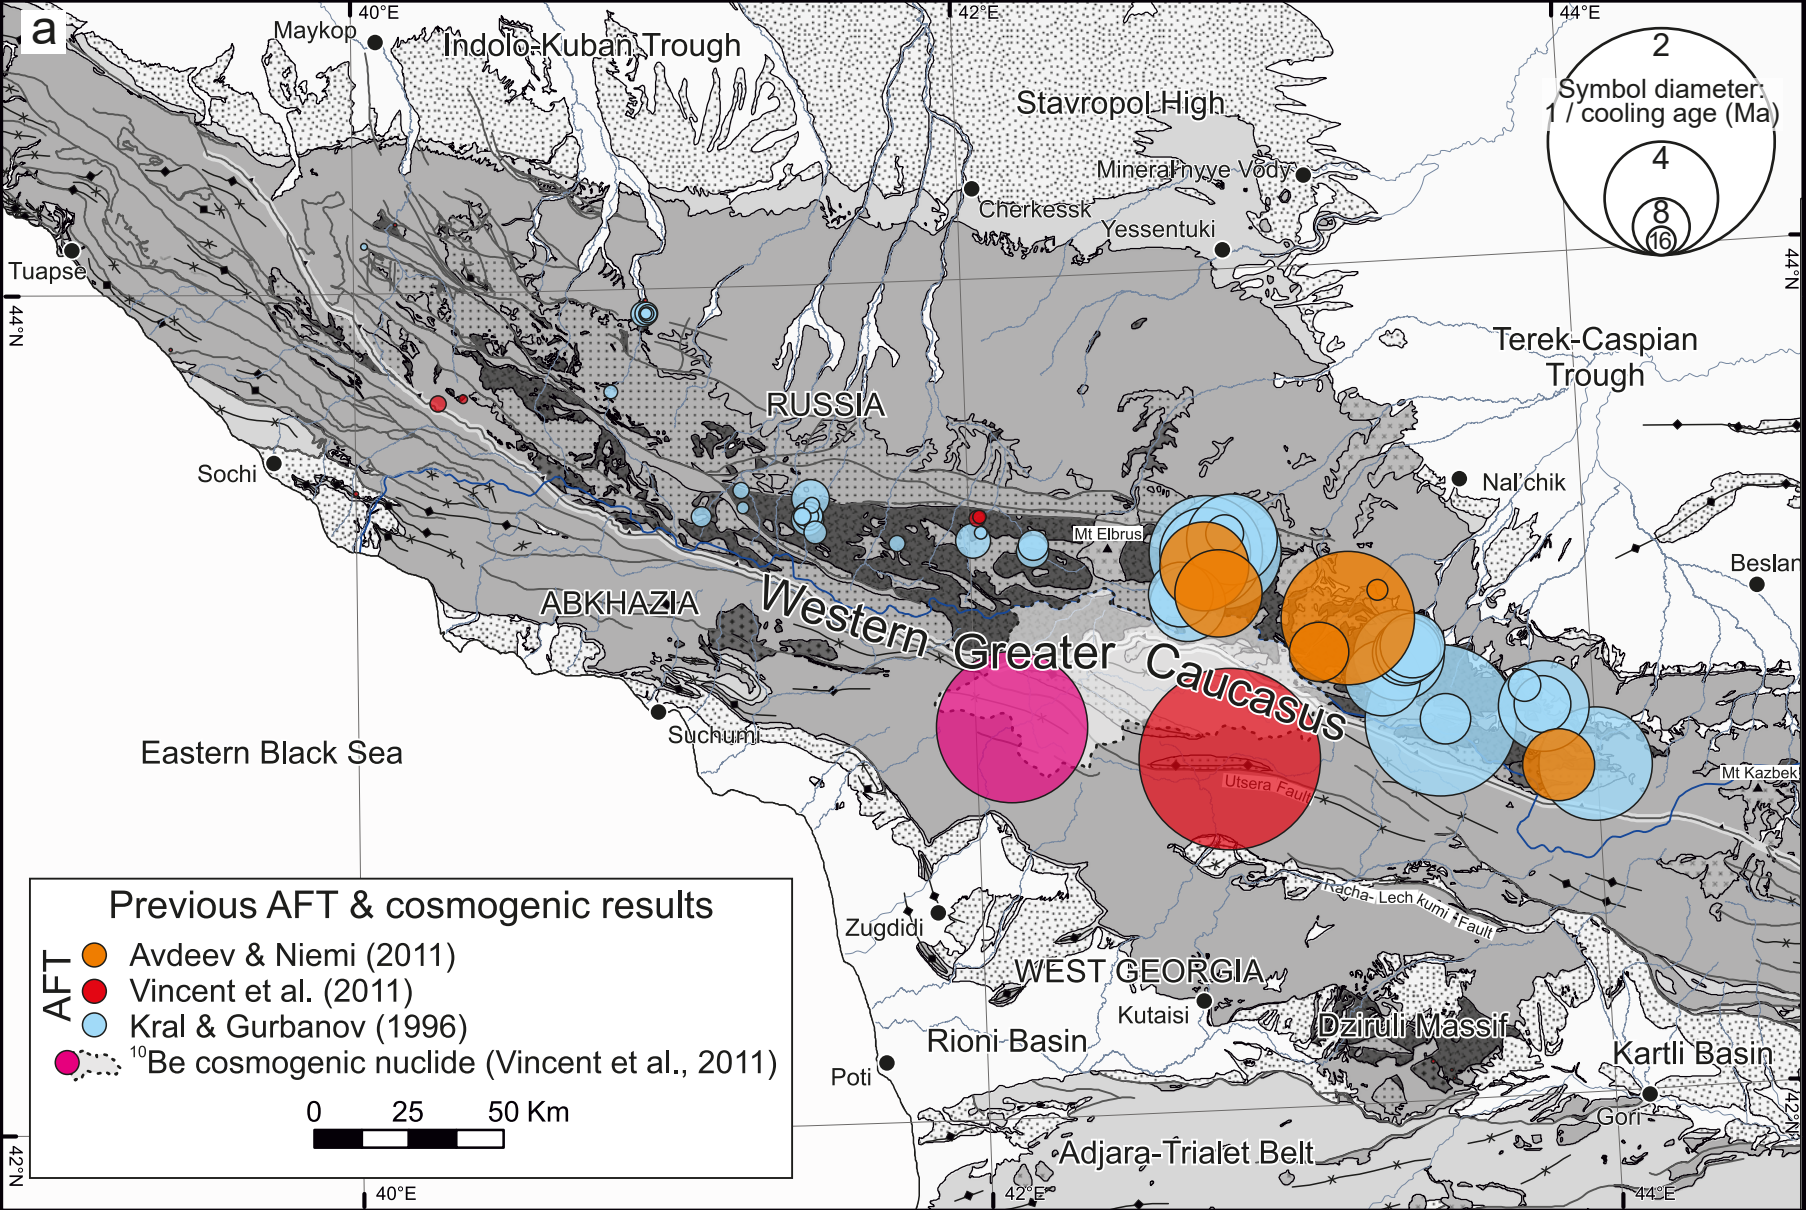 a
40°E
42°E
44°E
Maykop
Indolo-Kuban Trough
2
Symbol diameter:
1 / cooling age (Ma)
4
8
16
Stavropol High
Mineral'nyye Vody
Cherkessk
Yessentuki
Tuapse
44°N
44°N
Terek-Caspian
Trough
RUSSIA
Sochi
Nal'chik
Mt Elbrus
Beslan
ABKHAZIA
Western Greater Caucasus
Suchumi
Eastern Black Sea
Utsera Fault
Mt Kazbek
Racha- Lech kumi Fault
Zugdidi
WEST GEORGIA
Kutaisi
Dziruli Massif
Rioni Basin
Kartli Basin
Poti
Gori
Adjara-Trialet Belt
42°N
42°N
40°E
42°E
44°E
Previous AFT & cosmogenic results
AFT
Avdeev & Niemi (2011)
Vincent et al. (2011)
Kral & Gurbanov (1996)
10Be cosmogenic nuclide (Vincent et al., 2011)
0 25 50 Km